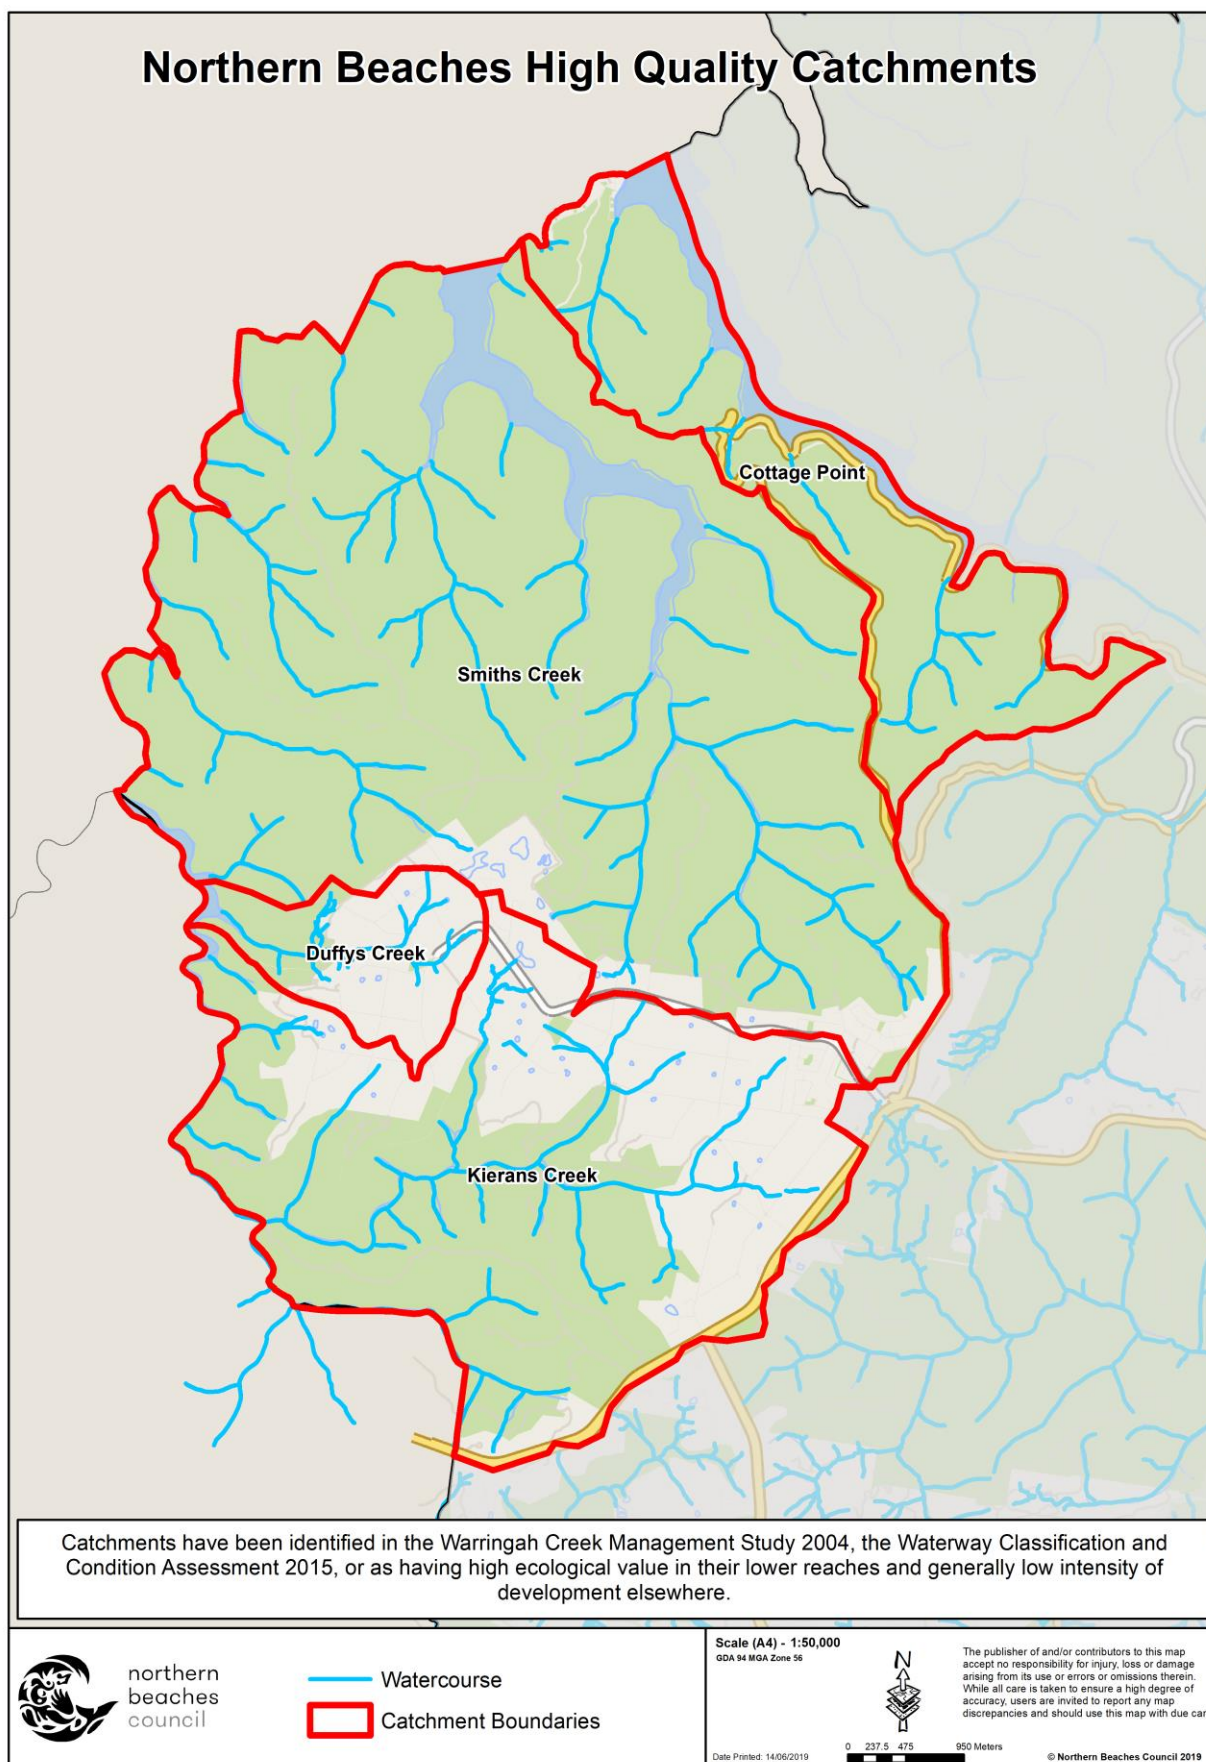 Northern Beaches High Quality Catchments
Cottage Point
Smiths Creek
Duffys Creek
Kierans Creek
Catchments have been identified in the Warringah Creek Management Study 2004, the Waterway Classification and
Condition Assessment 2015, or as having high ecological value in their lower reaches and generally low intensity of
development elsewhere.
northern
beaches
council
Watercourse
Catchment Boundaries
Scale (A4) - 1:50,000
GDA 94 MGA Zone 56
N
The publisher of and/or contributors to this map
accept no responsibility for injury, loss or damage
arising from its use or errors or omissions therein.
While all care is taken to ensure a high degree of
accuracy, users are invited to report any map
discrepancies and should use this map with due car
0 237.5 475 950 Meters
Date Printed: 14/06/2019
© Northern Beaches Council 2019